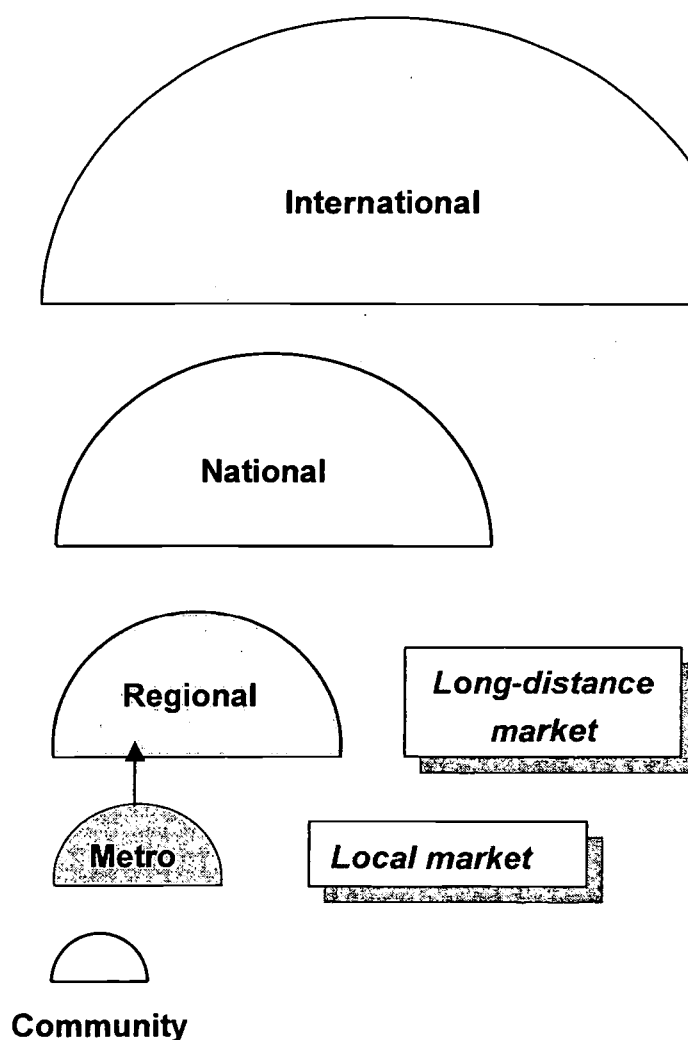 International
National
Regional
Long-distance
market
Metro
Local market
Community